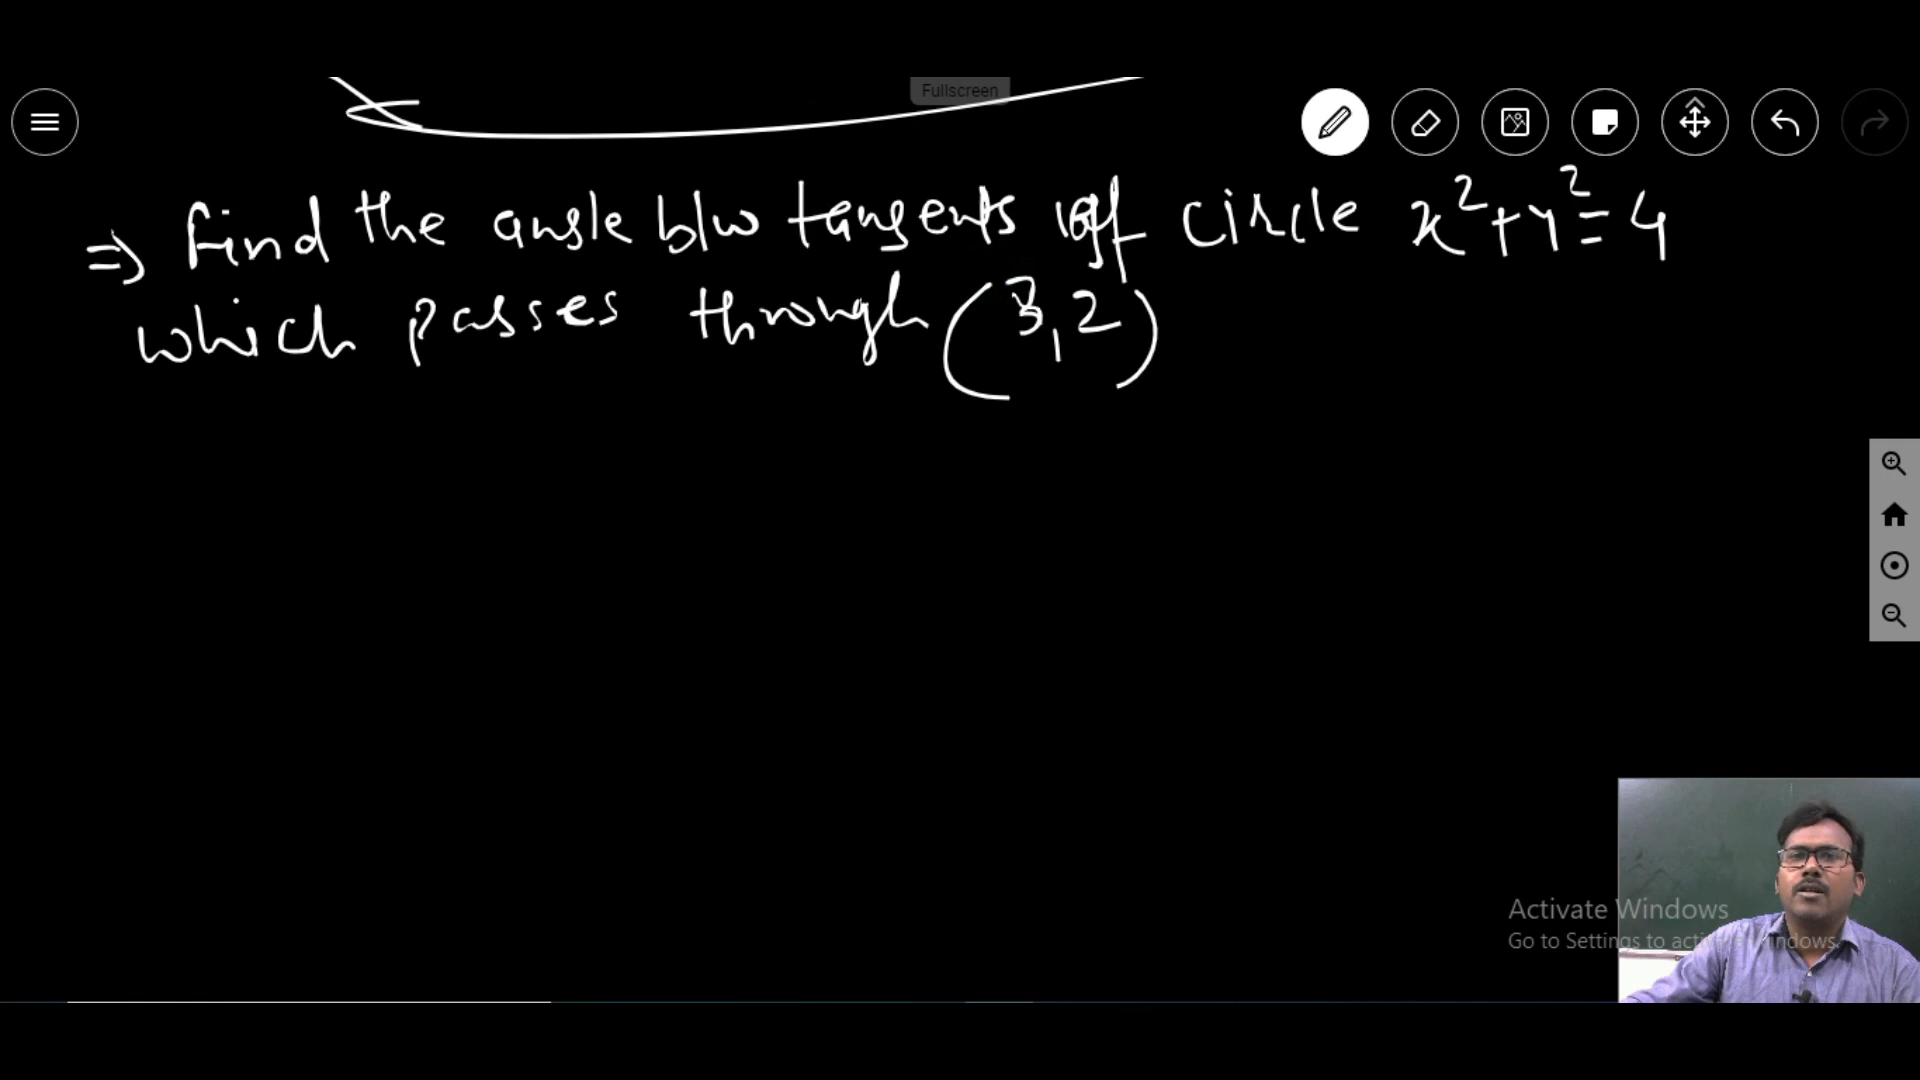 Fullscreen
⇒ Find the angle b/w tangents of circle x²+y²=4
which passes through (3,2)
Activate Windows
Go to Settings to activate Windows.